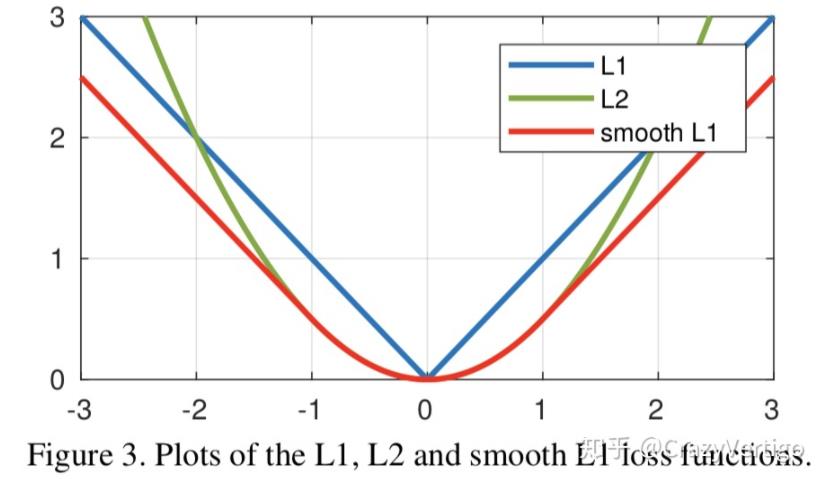 3
2
1
0
-3 -2 -1 0 1 2 3
L1
L2
smooth L1
Figure 3. Plots of the L1, L2 and smooth L1 loss functions.
知乎 @CrazyVertigo